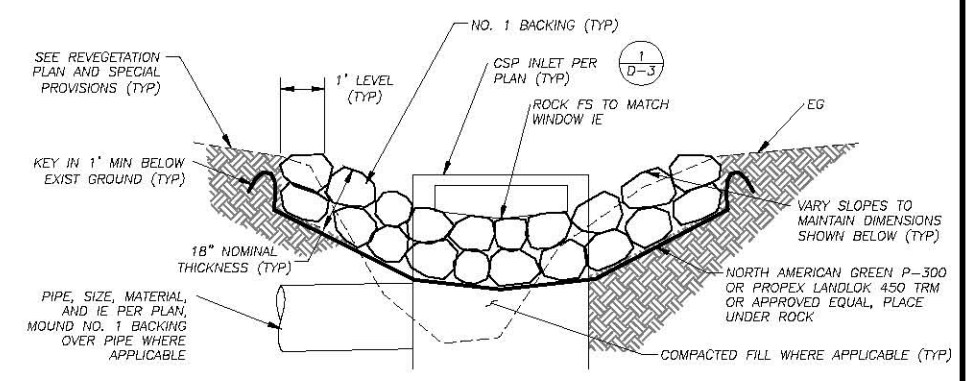 NO. 1 BACKING (TYP)
SEE REVEGETATION
PLAN AND SPECIAL
PROVISIONS (TYP)
1' LEVEL
(TYP)
CSP INLET PER
PLAN (TYP)
1
D-3
ROCK FS TO MATCH
WINDOW IE
EG
KEY IN 1' MIN BELOW
EXIST GROUND (TYP)
VARY SLOPES TO
MAINTAIN DIMENSIONS
SHOWN BELOW (TYP)
18" NOMINAL
THICKNESS (TYP)
NORTH AMERICAN GREEN P-300
OR PROPEX LANDLOK 450 TRM
OR APPROVED EQUAL, PLACE
UNDER ROCK
PIPE, SIZE, MATERIAL,
AND IE PER PLAN,
MOUND NO. 1 BACKING
OVER PIPE WHERE
APPLICABLE
COMPACTED FILL WHERE APPLICABLE (TYP)